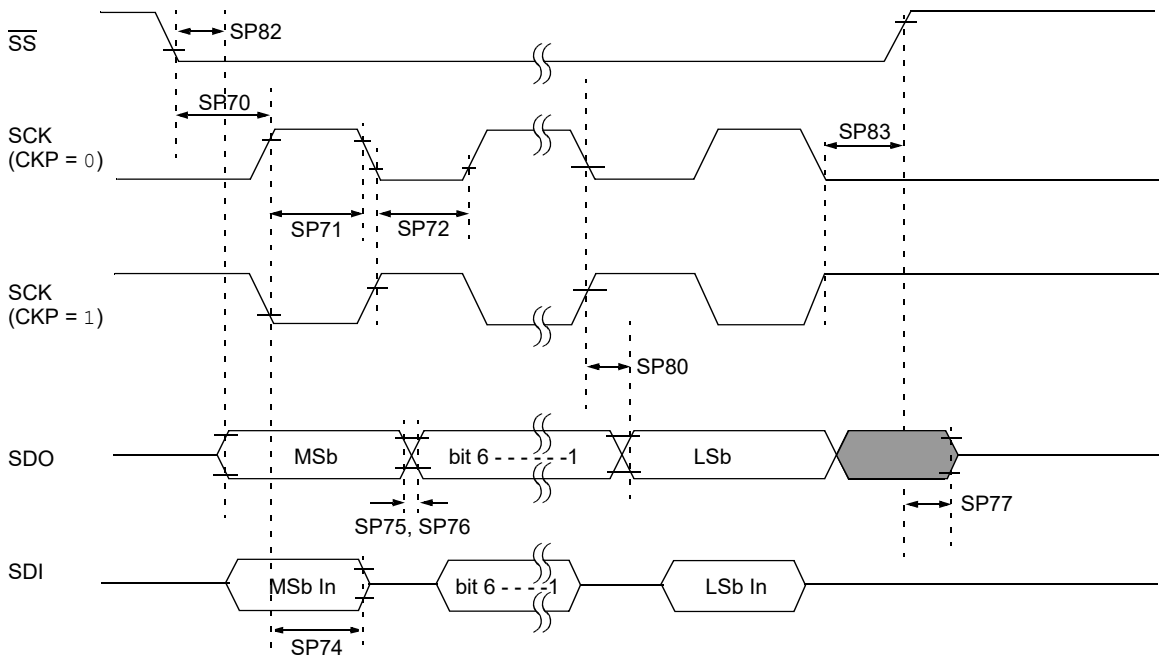 SS
SP82
SP70
SCK
(CKP = 0)
SP83
SP71
SP72
SCK
(CKP = 1)
SP80
SDO
MSb
bit 6 - - - - - - -1
LSb
SP75, SP76
SP77
SDI
MSb In
bit 6 - - - -1
LSb In
SP74